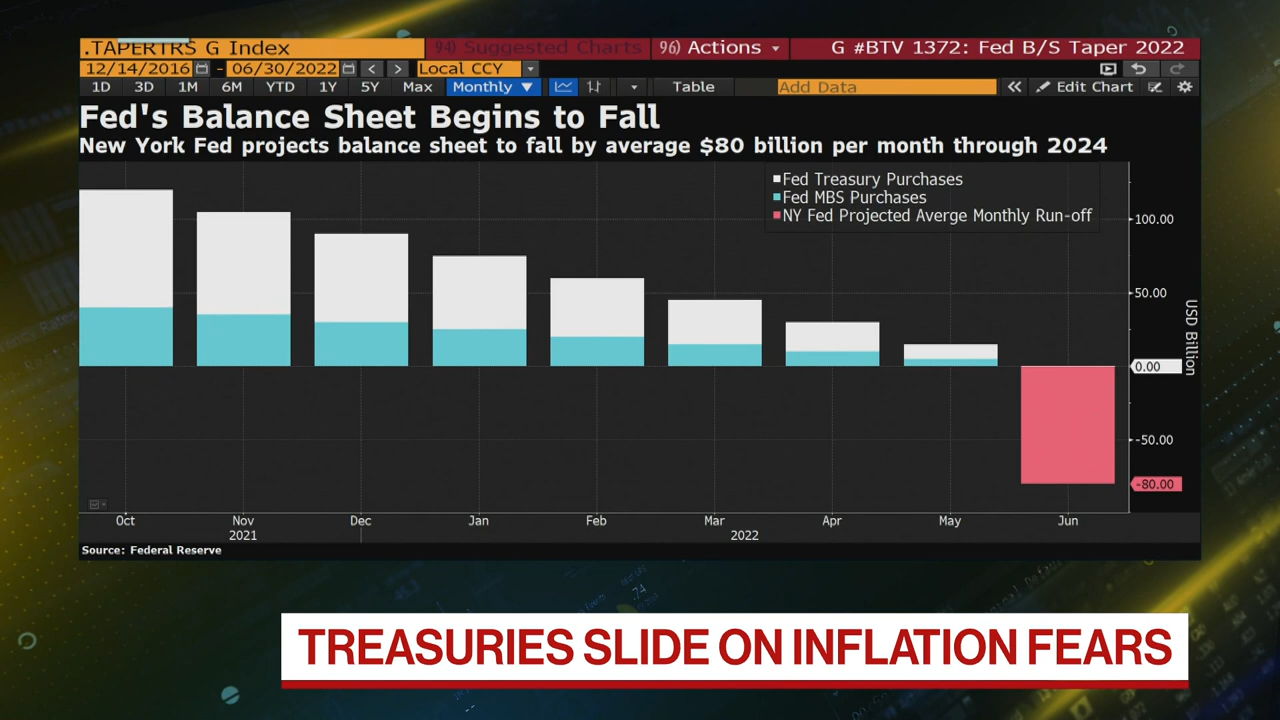 .TAPERTRS G Index 94) Suggested Charts 96) Actions G #BTV 1372: Fed B/S Taper 2022
12/14/2016 - 06/30/2022 Local CCY
1D 3D 1M 6M YTD 1Y 5Y Max Monthly ▼ Table Add Data « Edit Chart
Fed's Balance Sheet Begins to Fall
New York Fed projects balance sheet to fall by average $80 billion per month through 2024
Fed Treasury Purchases
Fed MBS Purchases
NY Fed Projected Averge Monthly Run-off
100.00
50.00
0.00
-50.00
-80.00
USD Billion
Oct Nov Dec Jan Feb Mar Apr May Jun
2021 2022
Source: Federal Reserve
.74
TREASURIES SLIDE ON INFLATION FEARS